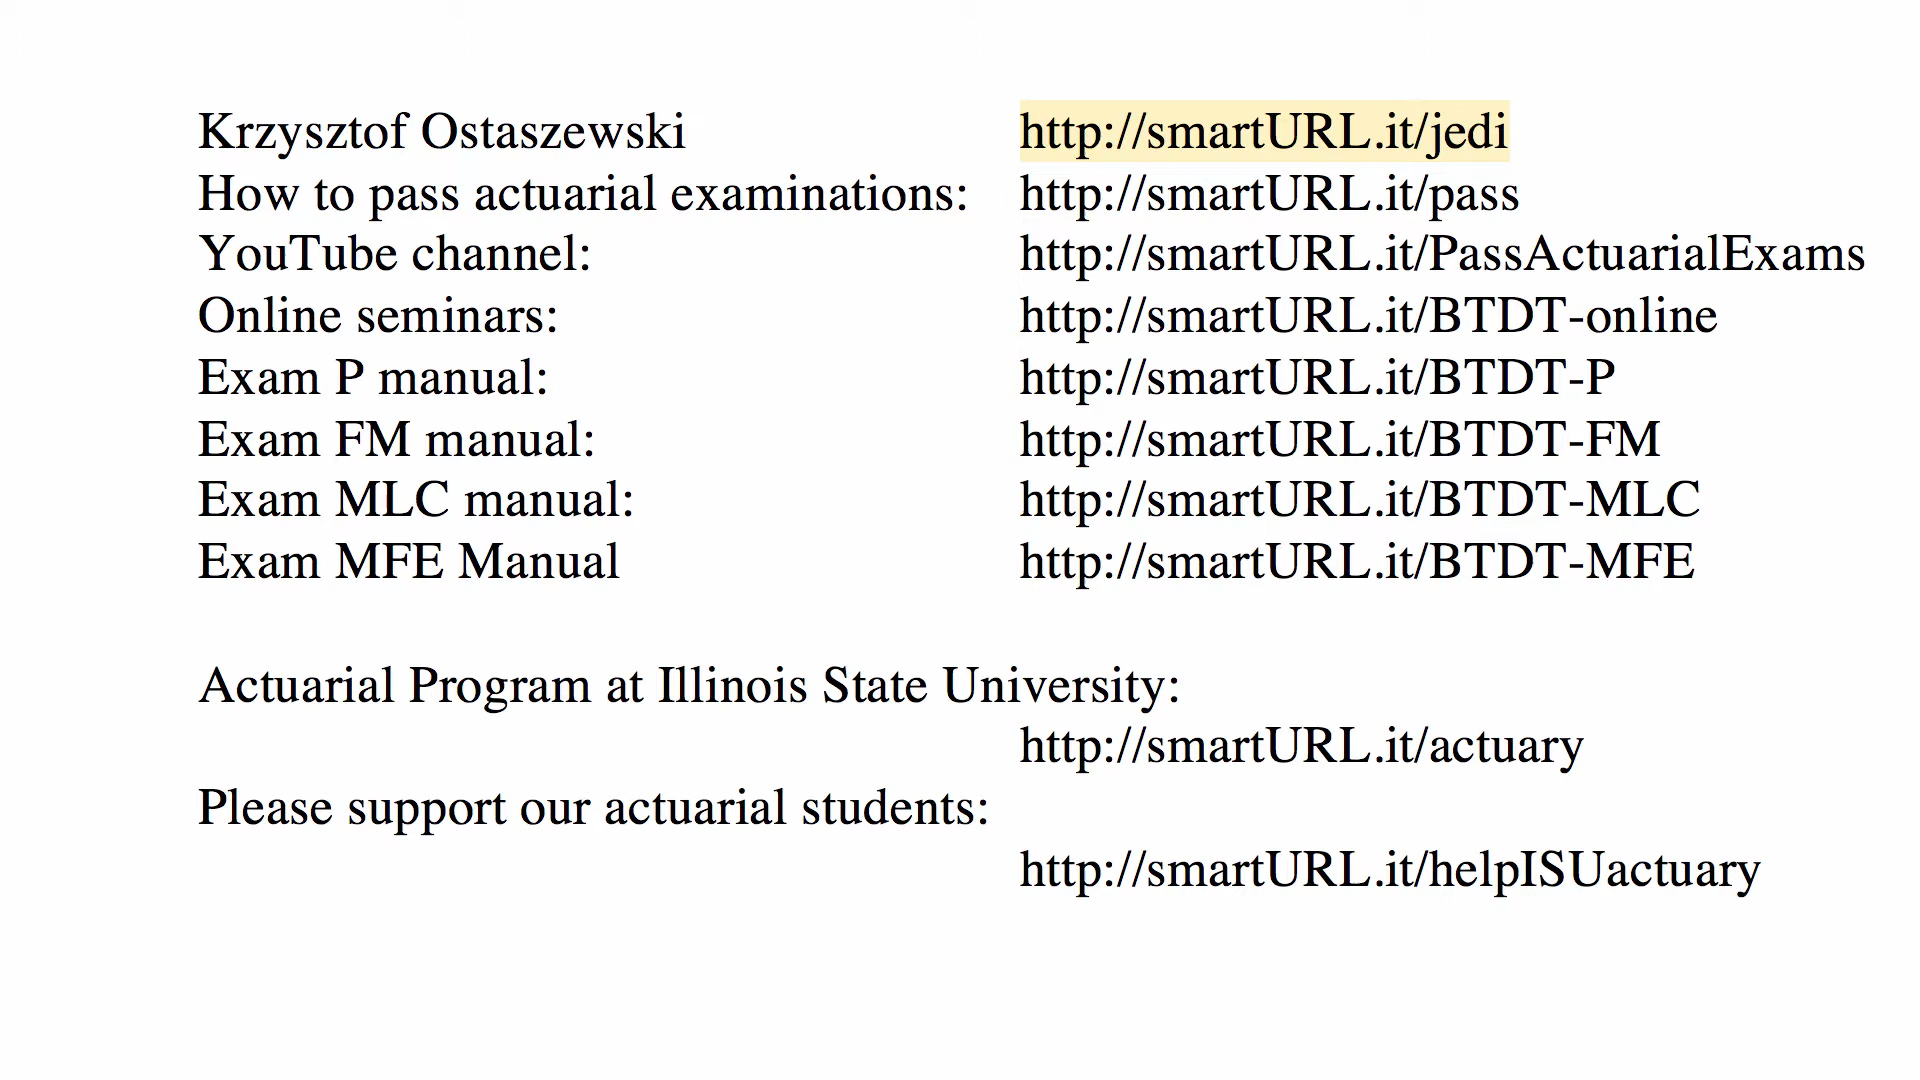 Krzysztof Ostaszewski http://smartURL.it/jedi
How to pass actuarial examinations: http://smartURL.it/pass
YouTube channel: http://smartURL.it/PassActuarialExams
Online seminars: http://smartURL.it/BTDT-online
Exam P manual: http://smartURL.it/BTDT-P
Exam FM manual: http://smartURL.it/BTDT-FM
Exam MLC manual: http://smartURL.it/BTDT-MLC
Exam MFE Manual http://smartURL.it/BTDT-MFE
Actuarial Program at Illinois State University:
http://smartURL.it/actuary
Please support our actuarial students:
http://smartURL.it/helpISUactuary